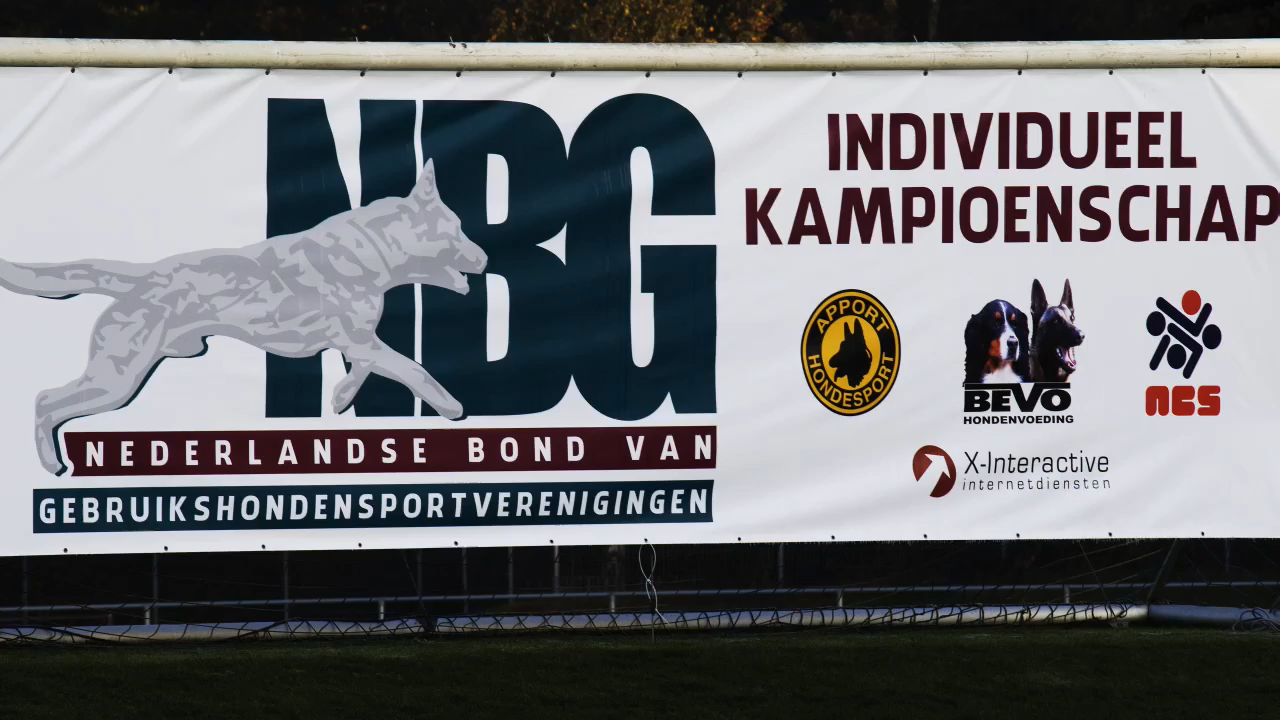 NBG
NEDERLANDSE BOND VAN
GEBRUIKSHONDENSPORTVERENIGINGEN
INDIVIDUEEL
KAMPIOENSCHAP
APPORT
HONDESPORT
BEVO
HONDENVOEDING
ncs
X-Interactive
internetdiensten